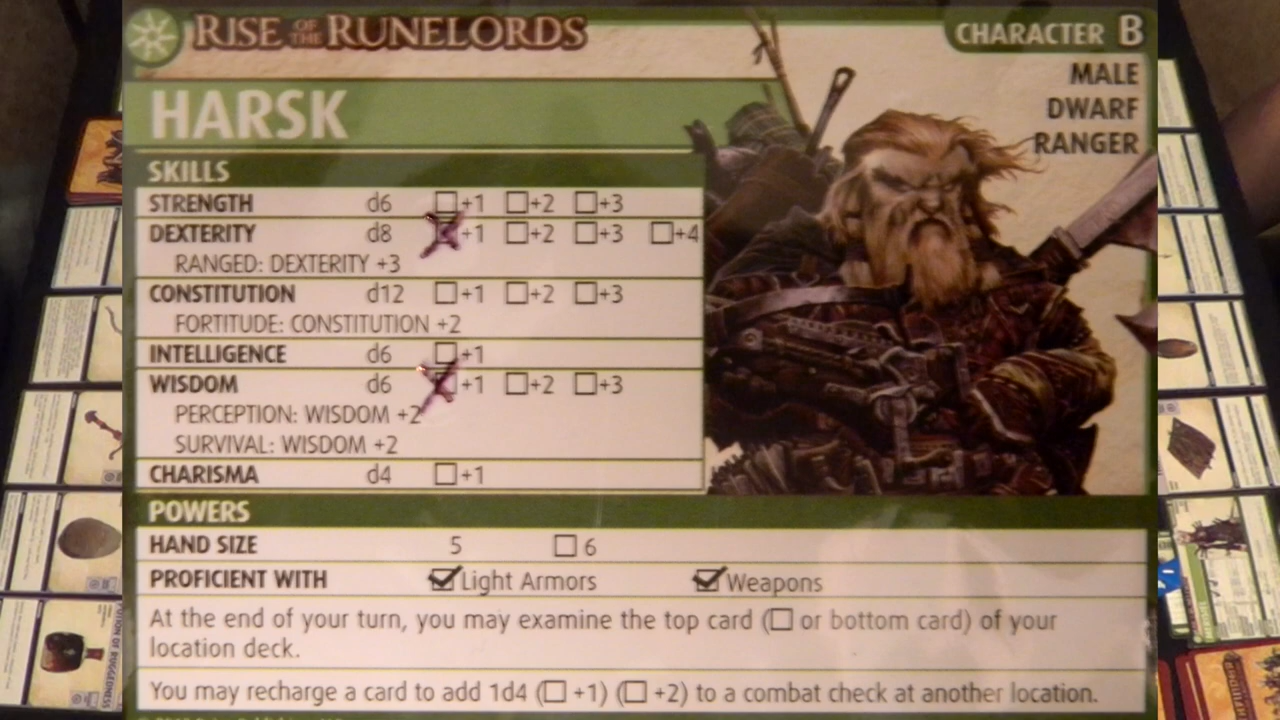 RISE OF THE RUNELORDS
CHARACTER B
MALE
DWARF
RANGER
HARSK
SKILLS
STRENGTH d6 ☐+1 ☐+2 ☐+3
DEXTERITY d8 ☒+1 ☐+2 ☐+3 ☐+4
RANGED: DEXTERITY +3
CONSTITUTION d12 ☐+1 ☐+2 ☐+3
FORTITUDE: CONSTITUTION +2
INTELLIGENCE d6 ☐+1
WISDOM d6 ☒+1 ☐+2 ☐+3
PERCEPTION: WISDOM +2
SURVIVAL: WISDOM +2
CHARISMA d4 ☐+1
POWERS
HAND SIZE 5 ☐ 6
PROFICIENT WITH ☑ Light Armors ☑ Weapons
At the end of your turn, you may examine the top card (☐ or bottom card) of your
location deck.
You may recharge a card to add 1d4 (☐ +1) (☐ +2) to a combat check at another location.
POTION OF RUGGEDNESS